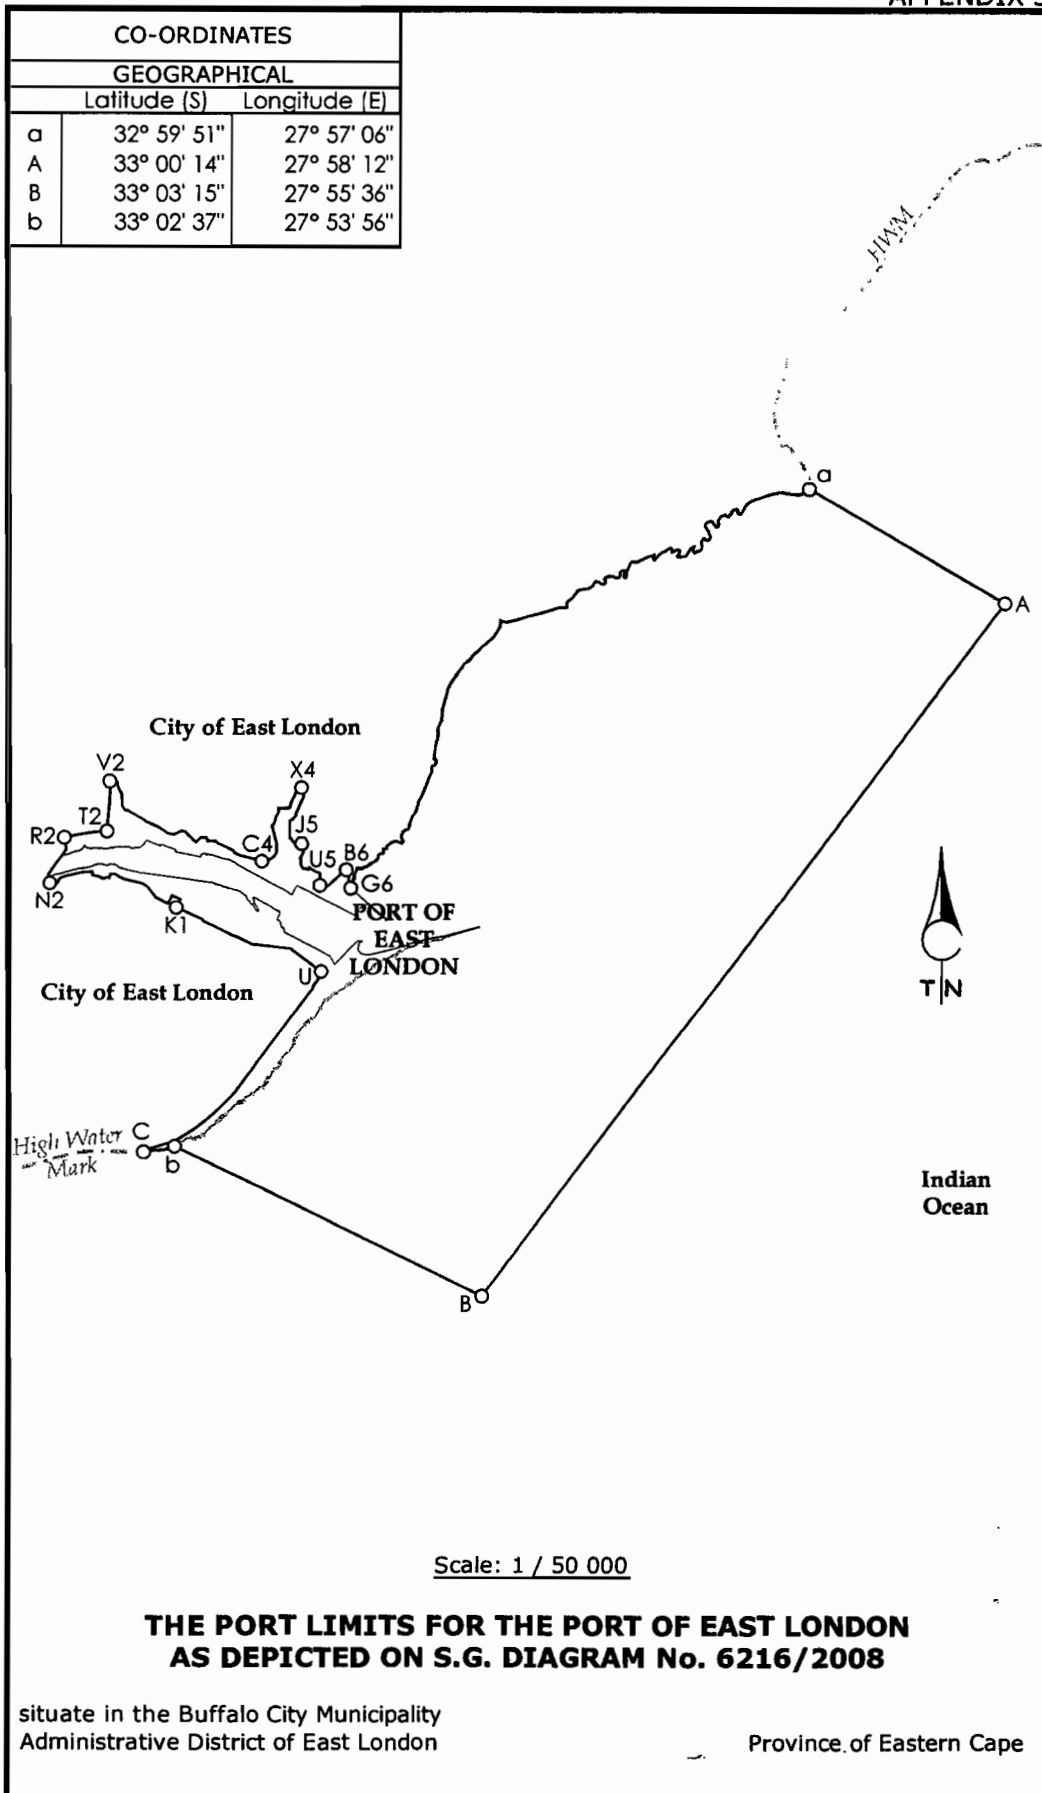 CO-ORDINATES
GEOGRAPHICAL
Latitude (S) Longitude (E)
a 32° 59' 51" 27° 57' 06"
A 33° 00' 14" 27° 58' 12"
B 33° 03' 15" 27° 55' 36"
b 33° 02' 37" 27° 53' 56"
HWM
a
A
City of East London
V2
X4
T2
R2
J5
C4
U5
B6
G6
N2
K1
PORT OF
EAST
LONDON
U
City of East London
T N
C
High Water
Mark
b
Indian
Ocean
B
Scale: 1 / 50 000
THE PORT LIMITS FOR THE PORT OF EAST LONDON
AS DEPICTED ON S.G. DIAGRAM No. 6216/2008
situate in the Buffalo City Municipality
Administrative District of East London
Province of Eastern Cape